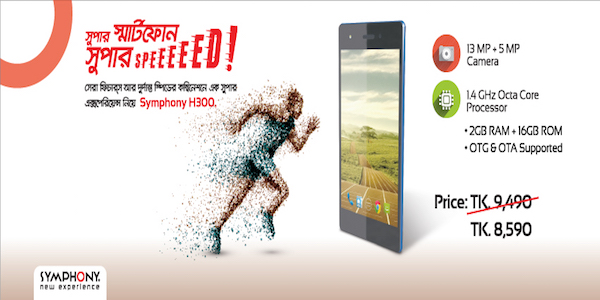 সুপার স্মার্টফোন
সুপার SPEEEEED!
সেরা ফিচারস আর দুর্দান্ত স্পিডের কম্বিনেশনে এক সুপার
এক্সপেরিয়েন্স নিয়ে Symphony H300.
13 MP + 5 MP
Camera
1.4 GHz Octa Core
Processor
• 2GB RAM + 16GB ROM
• OTG & OTA Supported
Price: TK. 9,490
TK. 8,590
SYMPHONY
new experience